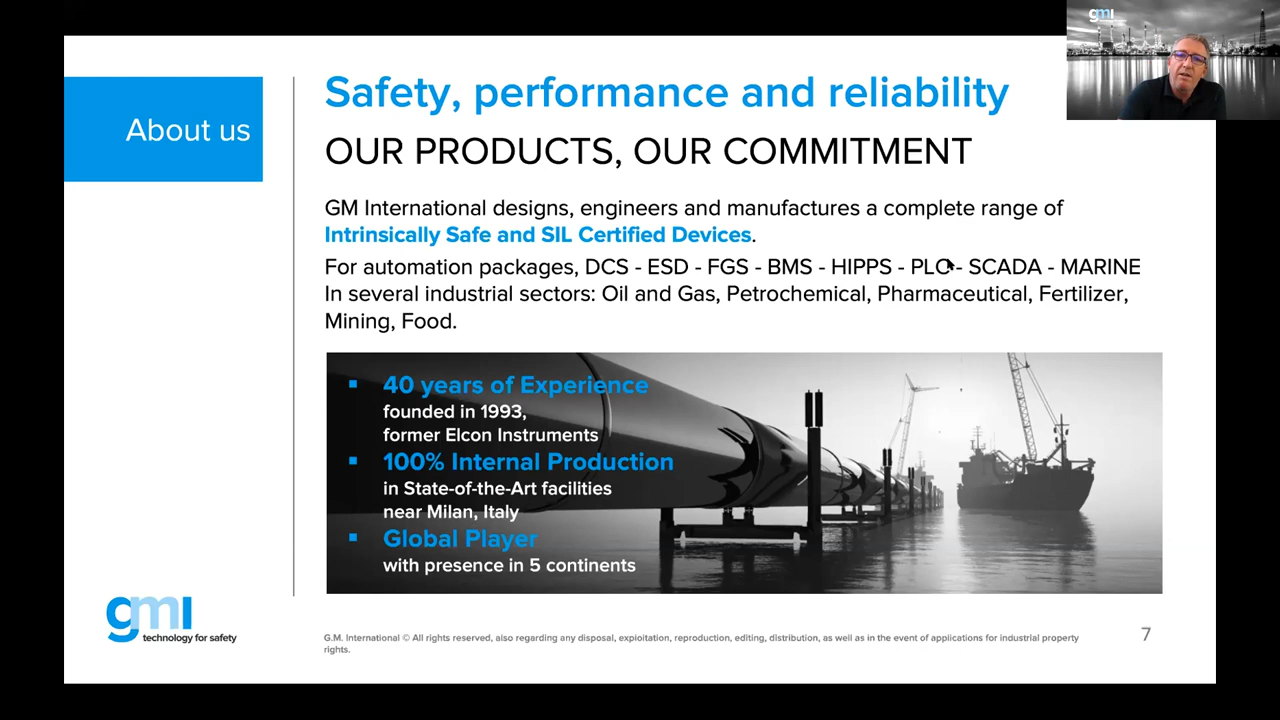 gmi
About us
Safety, performance and reliability
OUR PRODUCTS, OUR COMMITMENT
GM International designs, engineers and manufactures a complete range of
Intrinsically Safe and SIL Certified Devices.
For automation packages, DCS - ESD - FGS - BMS - HIPPS - PLC - SCADA - MARINE
In several industrial sectors: Oil and Gas, Petrochemical, Pharmaceutical, Fertilizer,
Mining, Food.
▪ 40 years of Experience
founded in 1993,
former Elcon Instruments
▪ 100% Internal Production
in State-of-the-Art facilities
near Milan, Italy
▪ Global Player
with presence in 5 continents
gmi
technology for safety
G.M. International © All rights reserved, also regarding any disposal, exploitation, reproduction, editing, distribution, as well as in the event of applications for industrial property
rights.
7